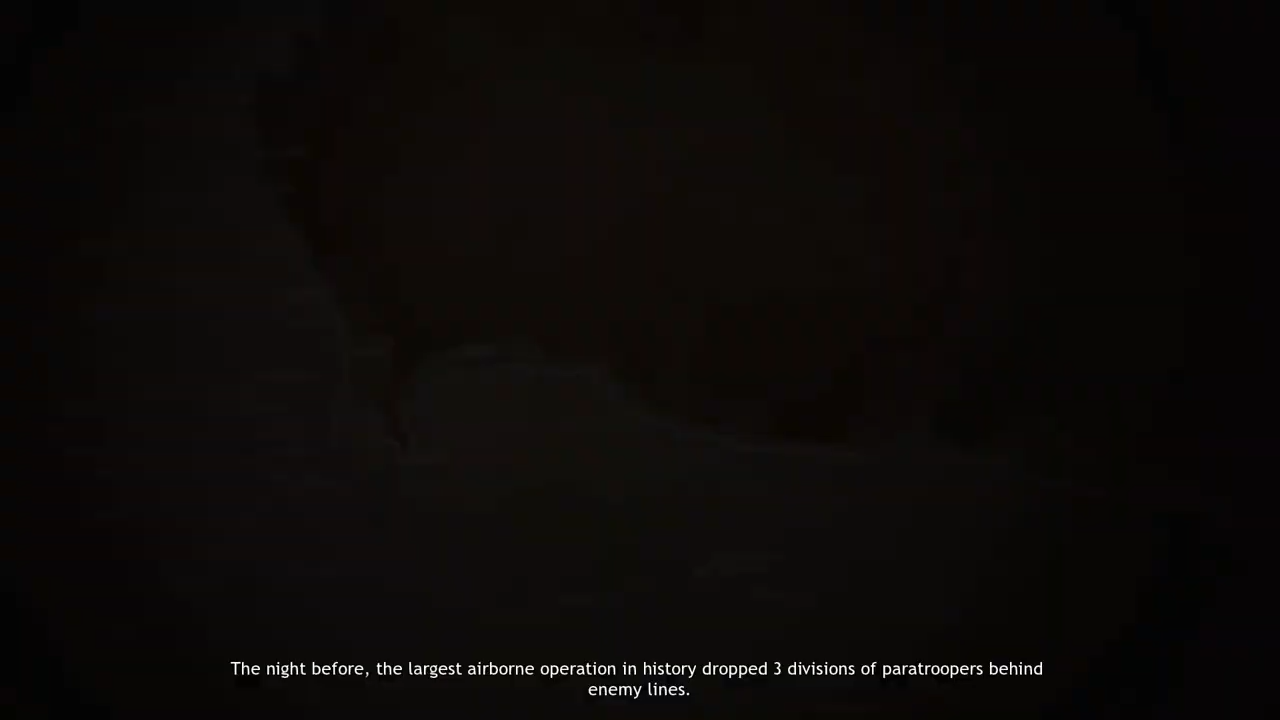 The night before, the largest airborne operation in history dropped 3 divisions of paratroopers behind
enemy lines.